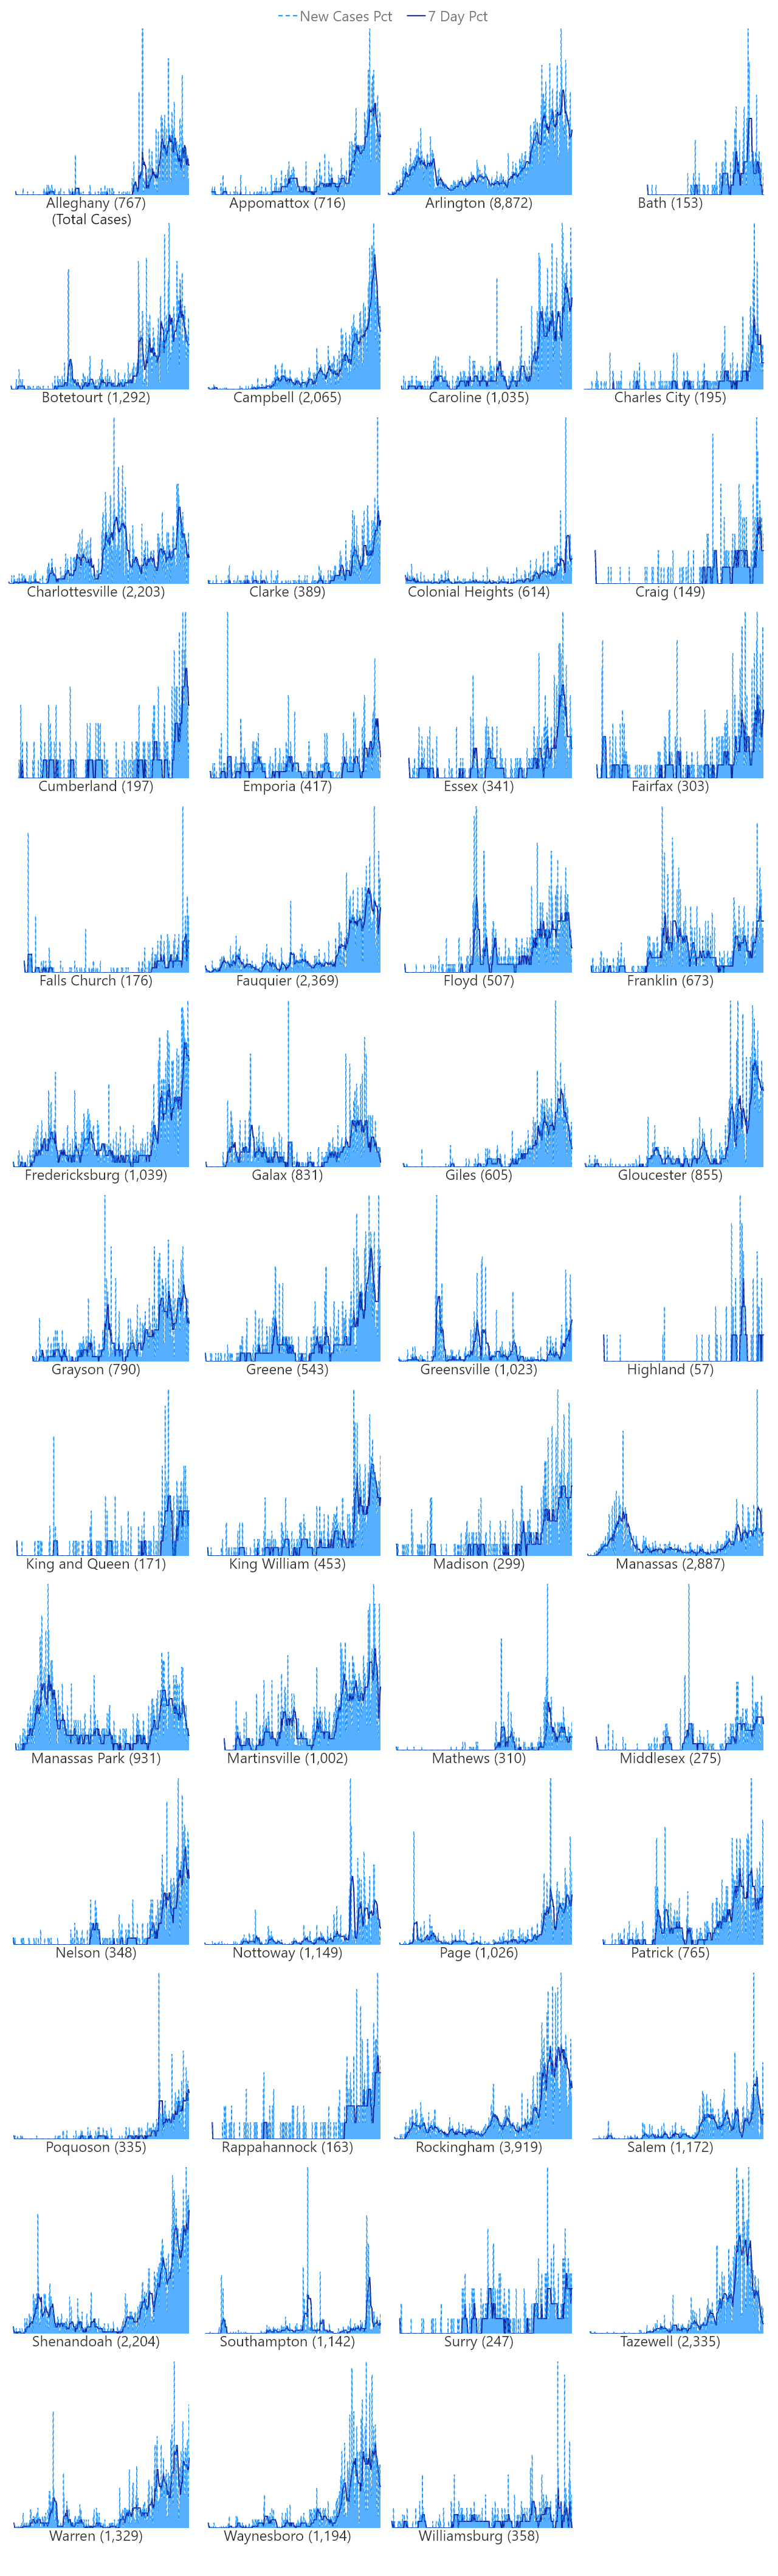 New Cases Pct 7 Day Pct
Alleghany (767) Appomattox (716) Arlington (8,872) Bath (153)
(Total Cases)
Botetourt (1,292) Campbell (2,065) Caroline (1,035) Charles City (195)
Charlottesville (2,203) Clarke (389) Colonial Heights (614) Craig (149)
Cumberland (197) Emporia (417) Essex (341) Fairfax (303)
Falls Church (176) Fauquier (2,369) Floyd (507) Franklin (673)
Fredericksburg (1,039) Galax (831) Giles (605) Gloucester (855)
Grayson (790) Greene (543) Greensville (1,023) Highland (57)
King and Queen (171) King William (453) Madison (299) Manassas (2,887)
Manassas Park (931) Martinsville (1,002) Mathews (310) Middlesex (275)
Nelson (348) Nottoway (1,149) Page (1,026) Patrick (765)
Poquoson (335) Rappahannock (163) Rockingham (3,919) Salem (1,172)
Shenandoah (2,204) Southampton (1,142) Surry (247) Tazewell (2,335)
Warren (1,329) Waynesboro (1,194) Williamsburg (358)